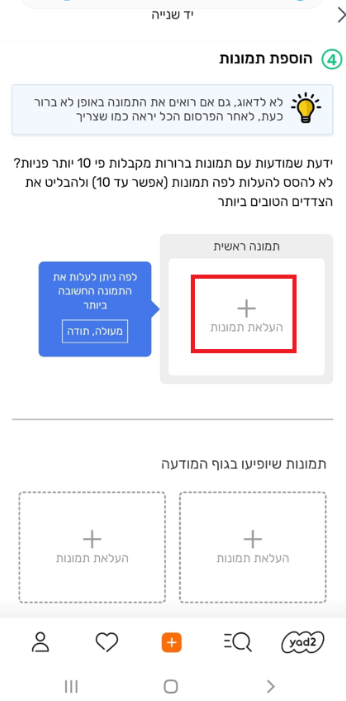 יד שנייה
4 הוספת תמונות
לא לדאוג, גם אם רואים את התמונה באופן לא ברור
כעת, לאחר הפרסום הכל יראה כמו שצריך
ידעת שמודעות עם תמונות ברורות מקבלות פי 10 יותר פניות?
לא להסס להעלות לפה תמונות (אפשר עד 10) ולהבליט את
הצדדים הטובים ביותר
תמונה ראשית
העלאת תמונות
לפה ניתן לעלות את
התמונה החשובה
ביותר
מעולה, תודה
תמונות שיופיעו בגוף המודעה
העלאת תמונות
העלאת תמונות
yad2